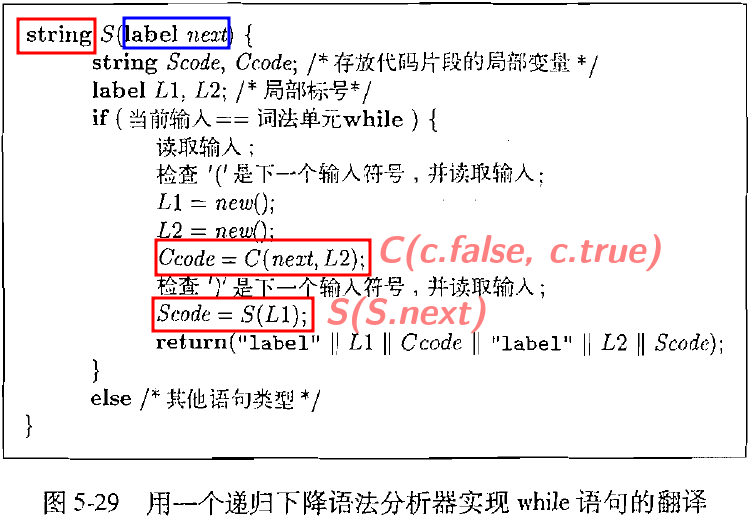 string S(label next) {
string Scode, Ccode; /*存放代码片段的局部变量*/
label L1, L2; /*局部标号*/
if (当前输入== 词法单元while ) {
读取输入;
检查 '('是下一个输入符号,并读取输入;
L1 = new();
L2 = new();
Ccode = C(next, L2); C(c.false, c.true)
检查 ')'是下一个输入符号,并读取输入;
Scode = S(L1); S(S.next)
return("label" || L1 || Ccode || "label" || L2 || Scode);
}
else /*其他语句类型*/
}
图 5-29 用一个递归下降语法分析器实现 while 语句的翻译